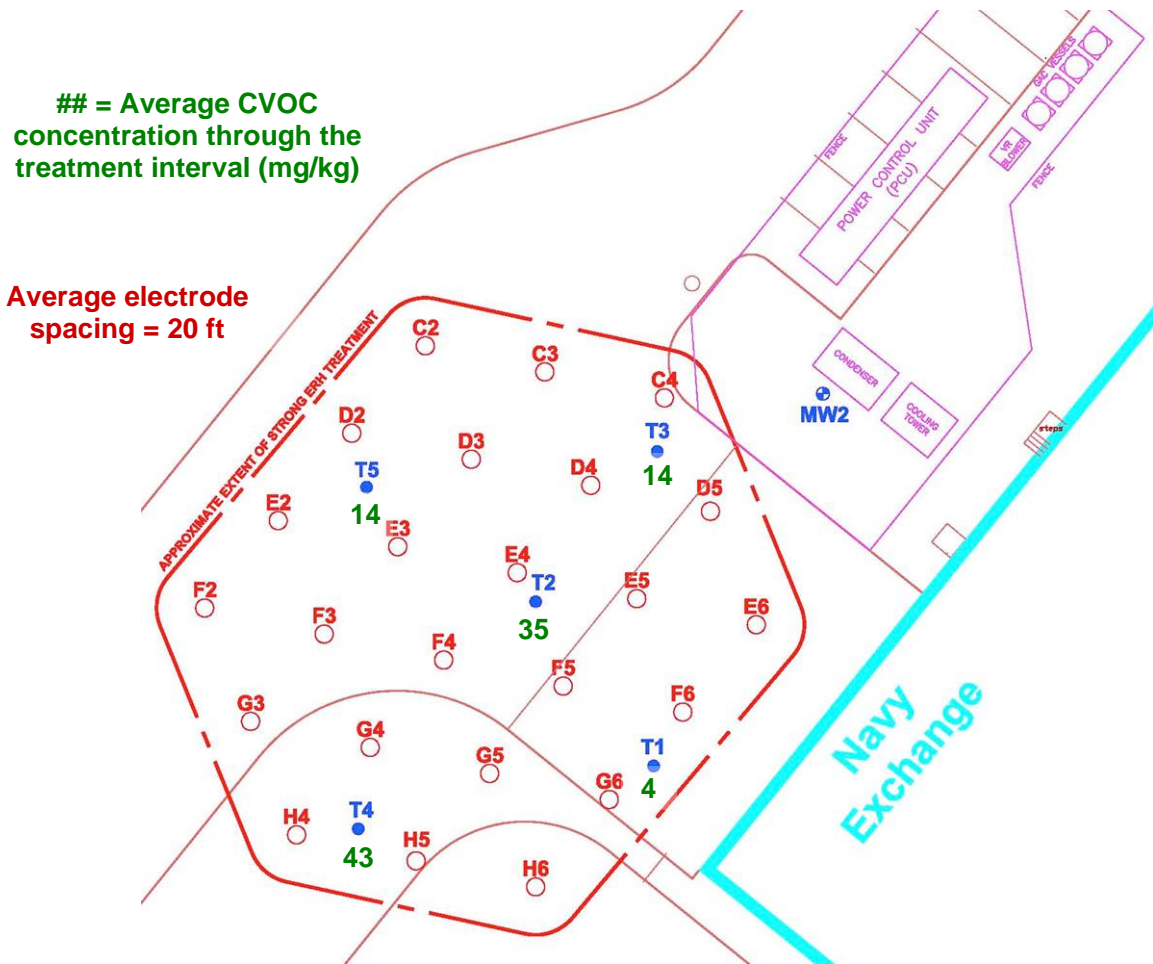 ## = Average CVOC
concentration through the
treatment interval (mg/kg)
Average electrode
spacing = 20 ft
APPROXIMATE EXTENT OF STRONG ERH TREATMENT
FENCE
POWER CONTROL UNIT
(PCU)
GAC VESSELS
VR
BLOWER
FENCE
CONDENSER
COOLING
TOWER
MW2
steps
C2
C3
C4
D2
D3
D4
D5
T3
14
T5
14
E2
E3
E4
T2
35
E5
E6
F2
F3
F4
F5
F6
G3
G4
G5
G6
T1
4
T4
43
H4
H5
H6
Navy
Exchange